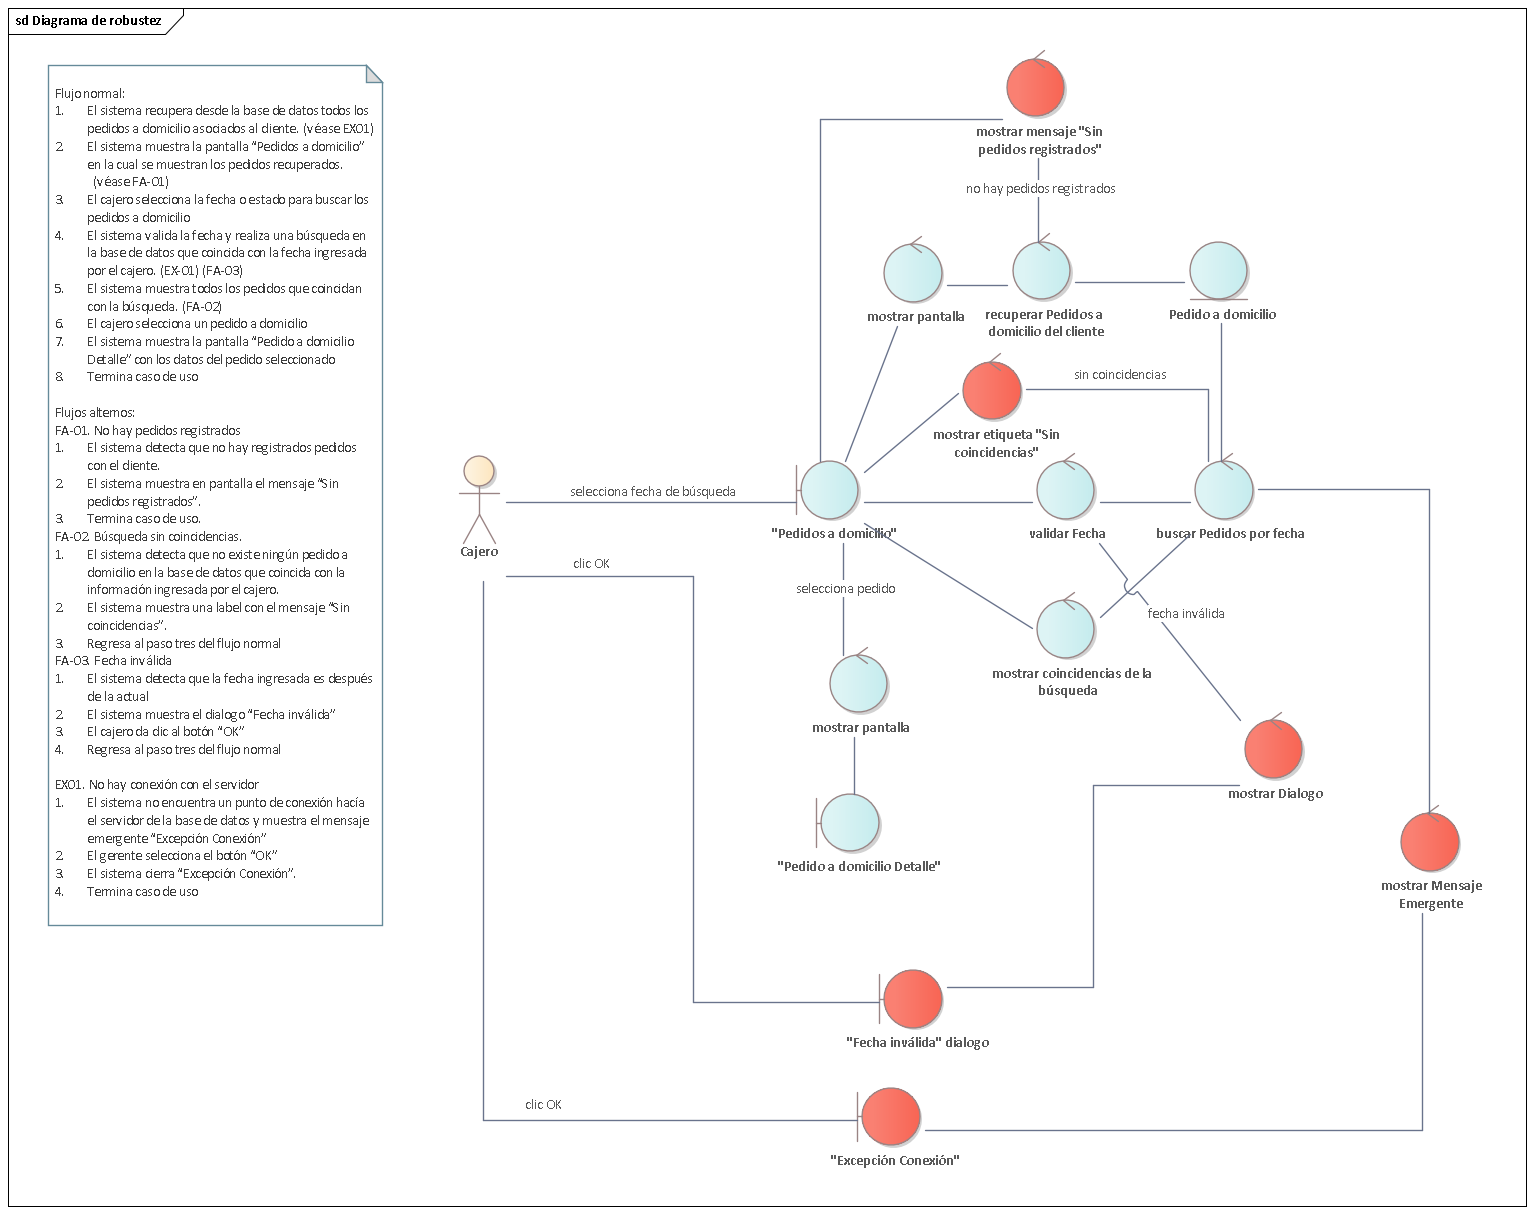 sd Diagrama de robustez
Flujo normal:
1. El sistema recupera desde la base de datos todos los
pedidos a domicilio asociados al cliente. (véase EX01)
2. El sistema muestra la pantalla “Pedidos a domicilio”
en la cual se muestran los pedidos recuperados.
(véase FA-01)
3. El cajero selecciona la fecha o estado para buscar los
pedidos a domicilio
4. El sistema valida la fecha y realiza una búsqueda en
la base de datos que coincida con la fecha ingresada
por el cajero. (EX-01) (FA-03)
5. El sistema muestra todos los pedidos que coincidan
con la búsqueda. (FA-02)
6. El cajero selecciona un pedido a domicilio
7. El sistema muestra la pantalla “Pedido a domicilio
Detalle” con los datos del pedido seleccionado
8. Termina caso de uso
Flujos alternos:
FA-01. No hay pedidos registrados
1. El sistema detecta que no hay registrados pedidos
con el cliente.
2. El sistema muestra en pantalla el mensaje “Sin
pedidos registrados”.
3. Termina caso de uso.
FA-02. Búsqueda sin coincidencias.
1. El sistema detecta que no existe ningún pedido a
domicilio en la base de datos que coincida con la
información ingresada por el cajero.
2. El sistema muestra una label con el mensaje “Sin
coincidencias”.
3. Regresa al paso tres del flujo normal
FA-03. Fecha inválida
1. El sistema detecta que la fecha ingresada es después
de la actual
2. El sistema muestra el dialogo “Fecha inválida”
3. El cajero da clic al botón “OK”
4. Regresa al paso tres del flujo normal
EX01. No hay conexión con el servidor
1. El sistema no encuentra un punto de conexión hacía
el servidor de la base de datos y muestra el mensaje
emergente “Excepción Conexión”
2. El gerente selecciona el botón “OK”
3. El sistema cierra “Excepción Conexión”.
4. Termina caso de uso
mostrar mensaje "Sin
pedidos registrados"
no hay pedidos registrados
mostrar pantalla
recuperar Pedidos a
domicilio del cliente
Pedido a domicilio
sin coincidencias
mostrar etiqueta "Sin
coincidencias"
selecciona fecha de búsqueda
Cajero
"Pedidos a domicilio"
validar Fecha
buscar Pedidos por fecha
clic OK
selecciona pedido
fecha inválida
mostrar coincidencias de la
búsqueda
mostrar pantalla
mostrar Dialogo
"Pedido a domicilio Detalle"
mostrar Mensaje
Emergente
"Fecha inválida" dialogo
clic OK
"Excepción Conexión"